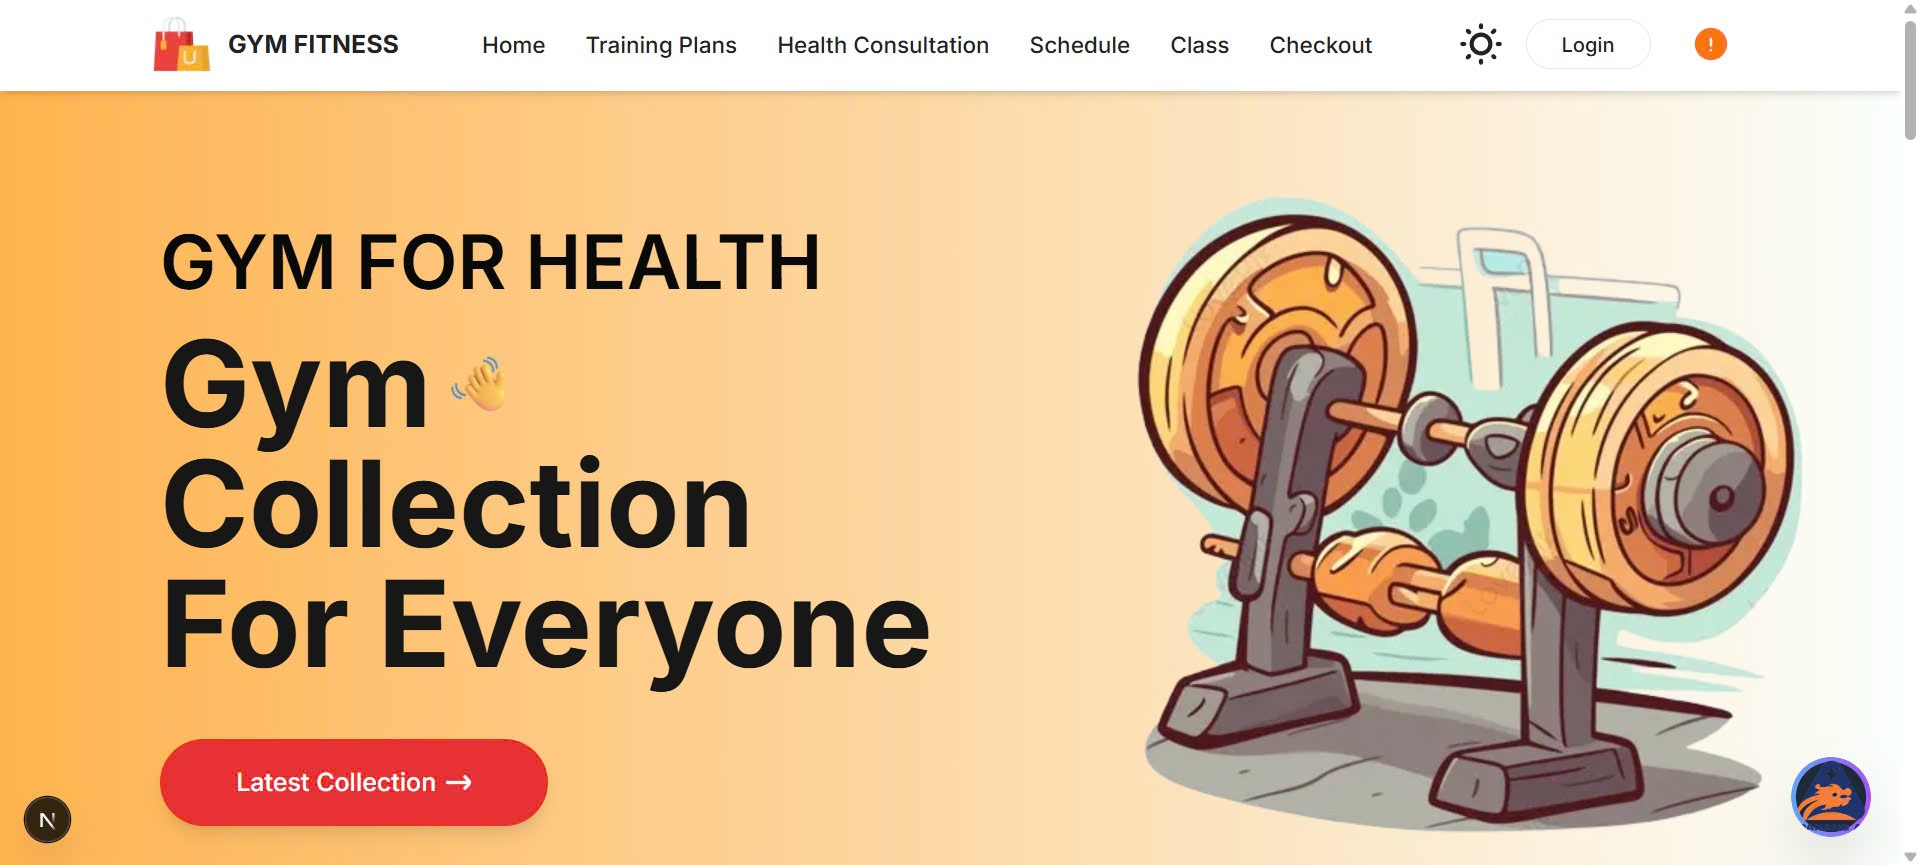 GYM FITNESS
Home Training Plans Health Consultation Schedule Class Checkout
Login
!
GYM FOR HEALTH
Gym 👋
Collection
For Everyone
Latest Collection →
U
N